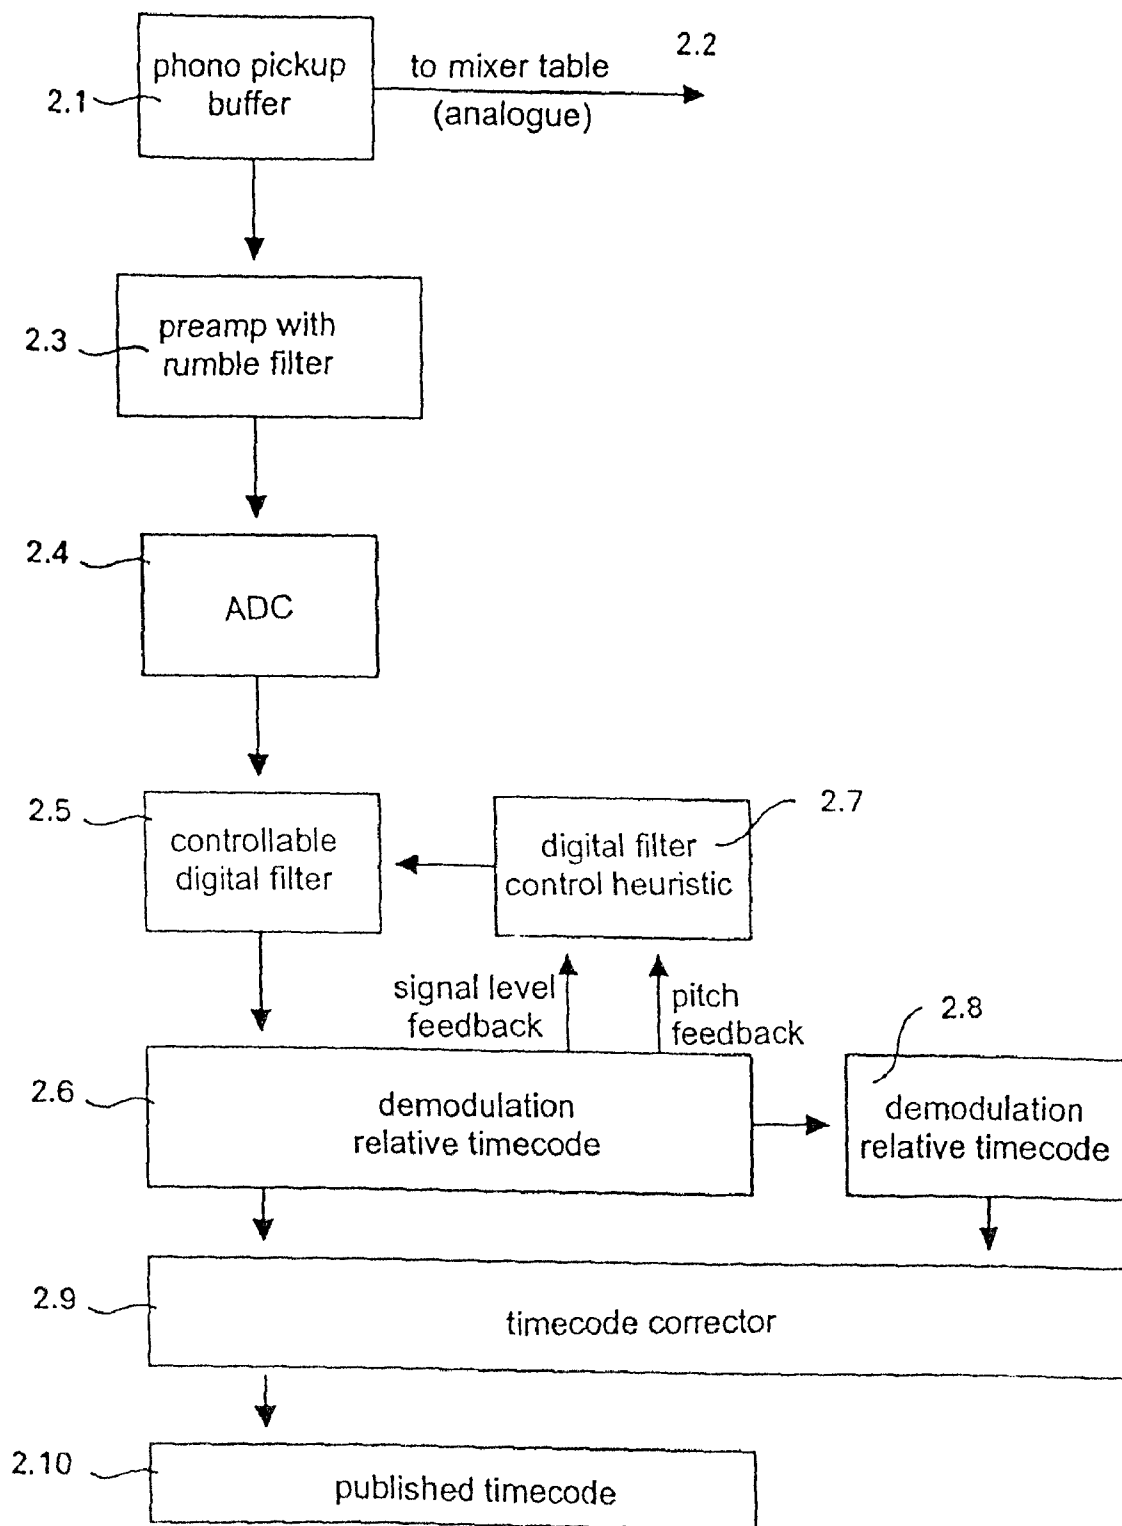 2.2
phono pickup
buffer
2.1
to mixer table
(analogue)
2.3
preamp with
rumble filter
2.4
ADC
2.5
controllable
digital filter
2.7
digital filter
control heuristic
signal level
feedback
pitch
feedback
2.6
demodulation
relative timecode
2.8
demodulation
relative timecode
2.9
timecode corrector
2.10
published timecode